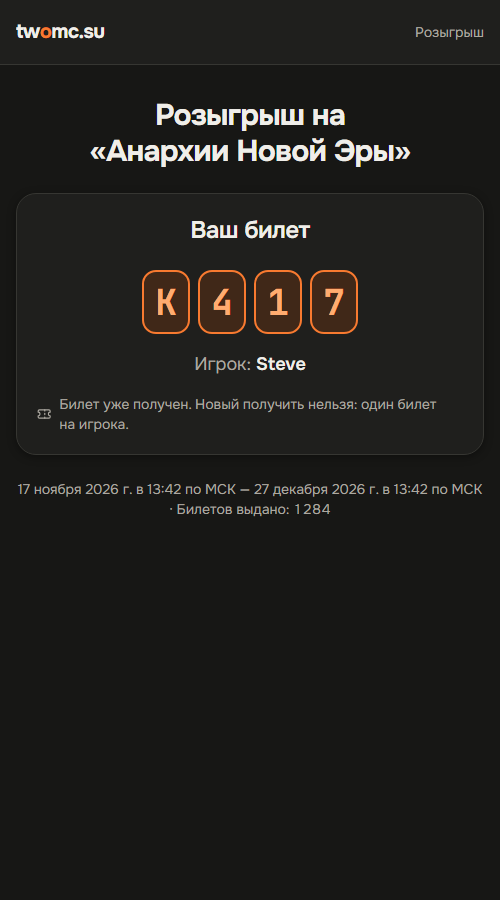 twomc.su
Розыгрыш
Розыгрыш на
«Анархии Новой Эры»
Ваш билет
K 4 1 7
Игрок: Steve
Билет уже получен. Новый получить нельзя: один билет
на игрока.
17 ноября 2026 г. в 13:42 по МСК — 27 декабря 2026 г. в 13:42 по МСК
· Билетов выдано: 1 284